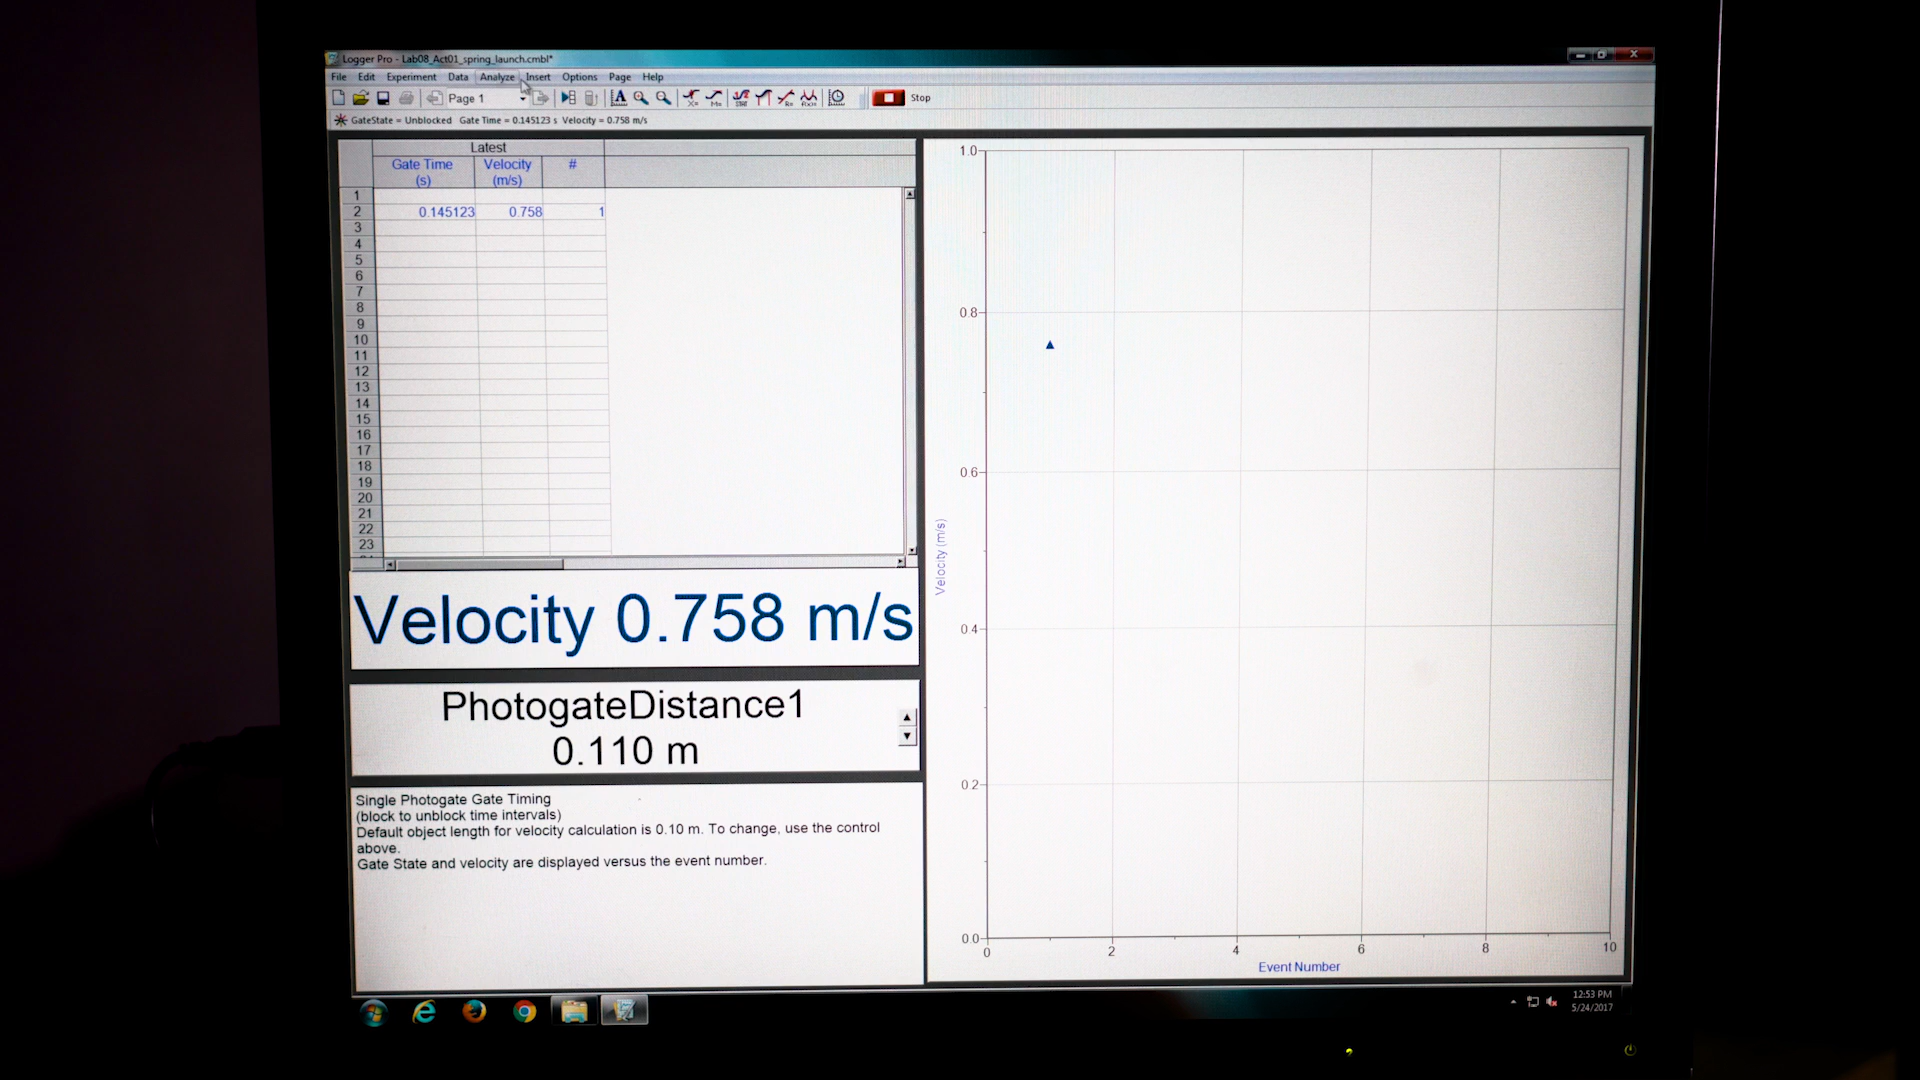 Logger Pro - Lab08_Act01_spring_launch.cmbl*
File Edit Experiment Data Analyze Insert Options Page Help
Page 1
Stop
GateState = Unblocked Gate Time = 0.145123 s Velocity = 0.758 m/s
Latest
Gate Time Velocity #
(s) (m/s)
1
2 0.145123 0.758 1
3
4
5
6
7
8
9
10
11
12
13
14
15
16
17
18
19
20
21
22
23
Velocity 0.758 m/s
PhotogateDistance1
0.110 m
Single Photogate Gate Timing
(block to unblock time intervals)
Default object length for velocity calculation is 0.10 m. To change, use the control
above.
Gate State and velocity are displayed versus the event number.
1.0
0.8
0.6
0.4
0.2
0.0
Velocity (m/s)
0 2 4 6 8 10
Event Number
12:53 PM
5/24/2017